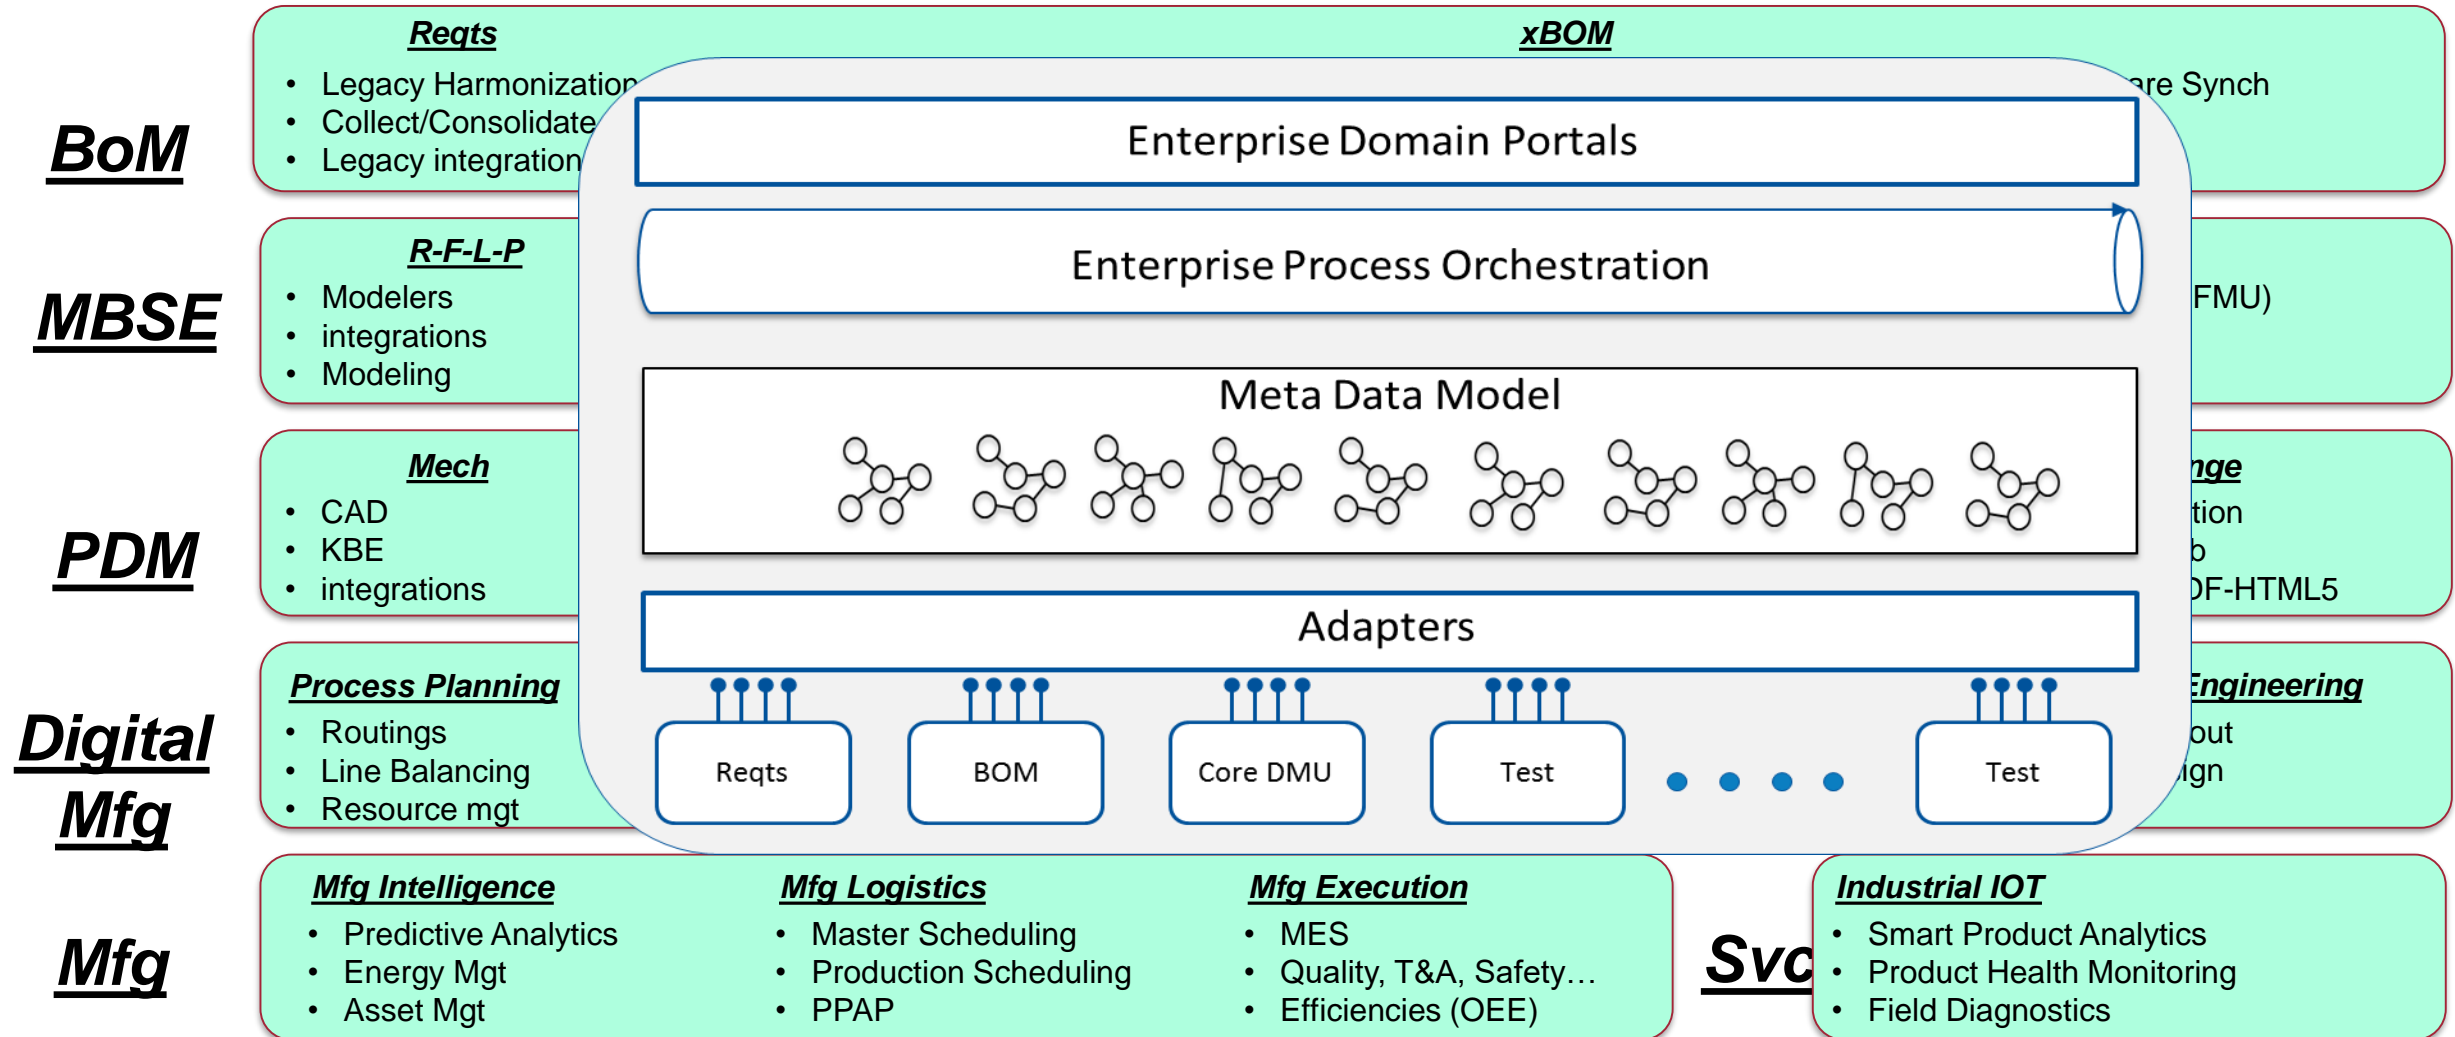 BoM
Reqts
• Legacy Harmonization
• Collect/Consolidate
• Legacy integration
xBOM
Synch
MBSE
R-F-L-P
• Modelers
• integrations
• Modeling
FMU)
PDM
Mech
• CAD
• KBE
• integrations
-HTML5
Digital
Mfg
Process Planning
• Routings
• Line Balancing
• Resource mgt
Engineering
Enterprise Domain Portals
Enterprise Process Orchestration
Meta Data Model
Adapters
Reqts
BOM
Core DMU
Test
Test
Mfg
Mfg Intelligence
• Predictive Analytics
• Energy Mgt
• Asset Mgt
Mfg Logistics
• Master Scheduling
• Production Scheduling
• PPAP
Mfg Execution
• MES
• Quality, T&A, Safety…
• Efficiencies (OEE)
Svc
Industrial IOT
• Smart Product Analytics
• Product Health Monitoring
• Field Diagnostics